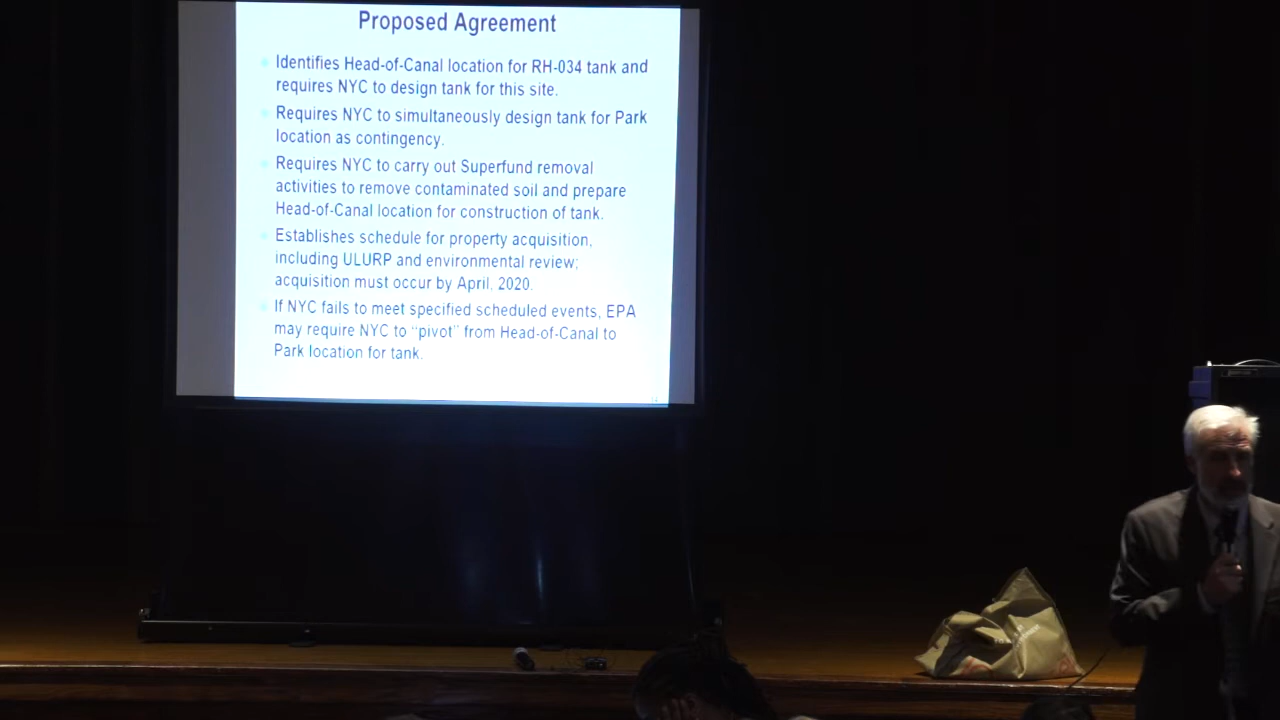 Proposed Agreement
Identifies Head-of-Canal location for RH-034 tank and
requires NYC to design tank for this site.
Requires NYC to simultaneously design tank for Park
location as contingency.
Requires NYC to carry out Superfund removal
activities to remove contaminated soil and prepare
Head-of-Canal location for construction of tank.
Establishes schedule for property acquisition,
including ULURP and environmental review;
acquisition must occur by April, 2020.
If NYC fails to meet specified scheduled events, EPA
may require NYC to “pivot” from Head-of-Canal to
Park location for tank.